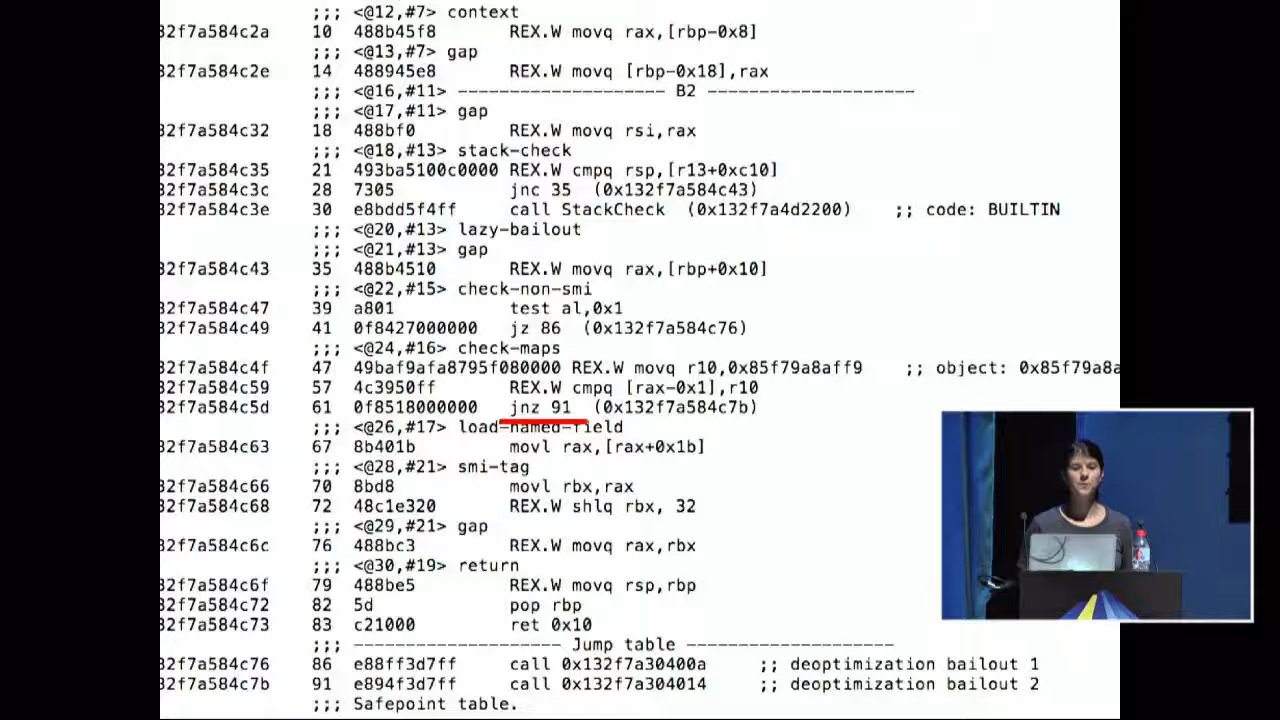 ;;; <@12,#7> context
32f7a584c2a 10 488b45f8 REX.W movq rax,[rbp-0x8]
;;; <@13,#7> gap
32f7a584c2e 14 488945e8 REX.W movq [rbp-0x18],rax
;;; <@16,#11> -------------------- B2 --------------------
;;; <@17,#11> gap
32f7a584c32 18 488bf0 REX.W movq rsi,rax
;;; <@18,#13> stack-check
32f7a584c35 21 493ba5100c0000 REX.W cmpq rsp,[r13+0xc10]
32f7a584c3c 28 7305 jnc 35 (0x132f7a584c43)
32f7a584c3e 30 e8bdd5f4ff call StackCheck (0x132f7a4d2200) ;; code: BUILTIN
;;; <@20,#13> lazy-bailout
;;; <@21,#13> gap
32f7a584c43 35 488b4510 REX.W movq rax,[rbp+0x10]
;;; <@22,#15> check-non-smi
32f7a584c47 39 a801 test al,0x1
32f7a584c49 41 0f8427000000 jz 86 (0x132f7a584c76)
;;; <@24,#16> check-maps
32f7a584c4f 47 49baf9afa8795f080000 REX.W movq r10,0x85f79a8aff9 ;; object: 0x85f79a8a
32f7a584c59 57 4c3950ff REX.W cmpq [rax-0x1],r10
32f7a584c5d 61 0f8518000000 jnz 91 (0x132f7a584c7b)
;;; <@26,#17> load-named-field
32f7a584c63 67 8b401b movl rax,[rax+0x1b]
;;; <@28,#21> smi-tag
32f7a584c66 70 8bd8 movl rbx,rax
32f7a584c68 72 48c1e320 REX.W shlq rbx, 32
;;; <@29,#21> gap
32f7a584c6c 76 488bc3 REX.W movq rax,rbx
;;; <@30,#19> return
32f7a584c6f 79 488be5 REX.W movq rsp,rbp
32f7a584c72 82 5d pop rbp
32f7a584c73 83 c21000 ret 0x10
;;; -------------------- Jump table --------------------
32f7a584c76 86 e88ff3d7ff call 0x132f7a30400a ;; deoptimization bailout 1
32f7a584c7b 91 e894f3d7ff call 0x132f7a304014 ;; deoptimization bailout 2
;;; Safepoint table.